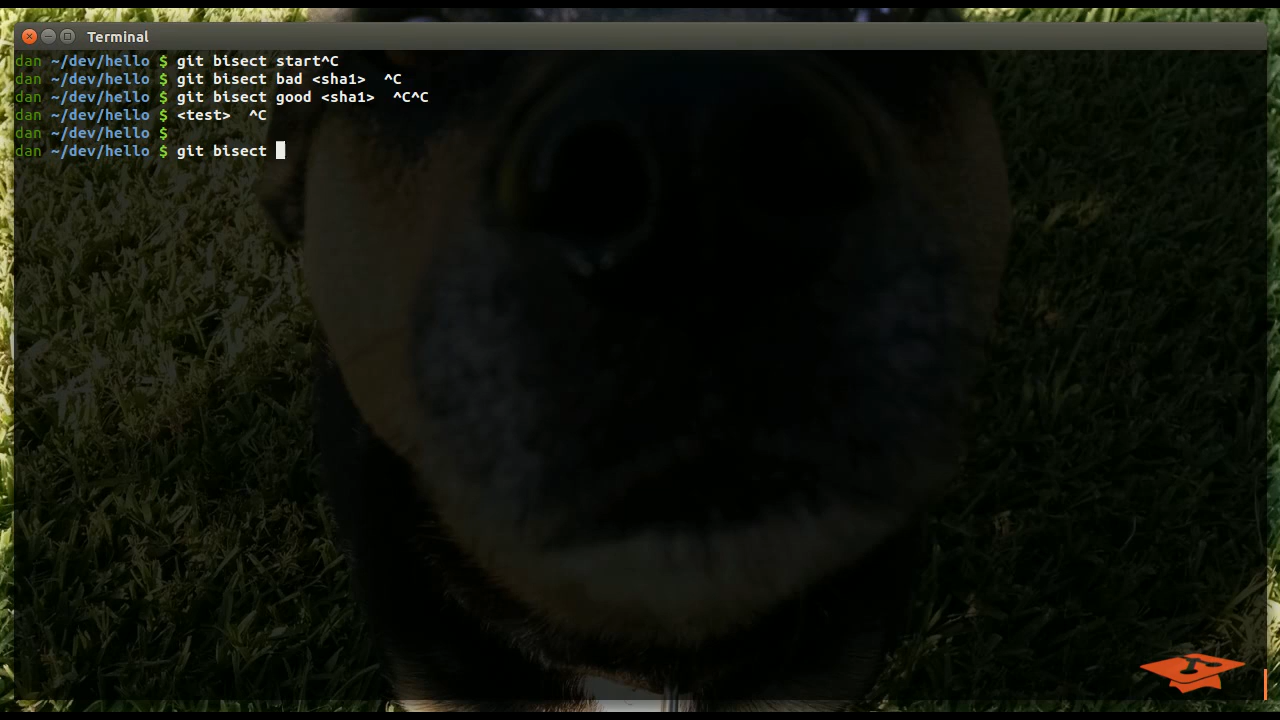 Terminal
dan ~/dev/hello $ git bisect start^C
dan ~/dev/hello $ git bisect bad <sha1>  ^C
dan ~/dev/hello $ git bisect good <sha1>  ^C^C
dan ~/dev/hello $ <test>  ^C
dan ~/dev/hello $
dan ~/dev/hello $ git bisect